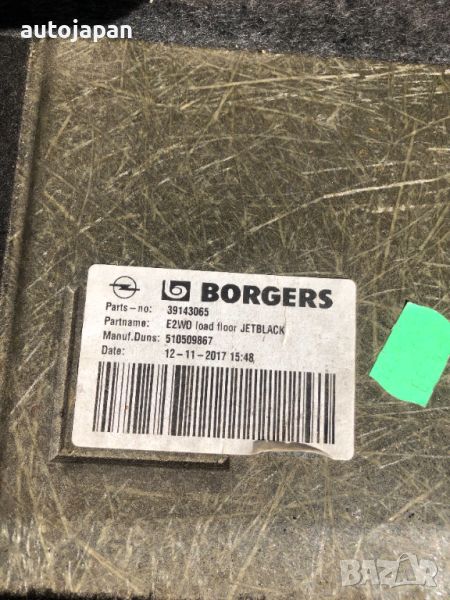 autojapan
BORGERS
Parts-no: 39143065
Partname: E2WD load floor JETBLACK
Manuf.Duns: 510509867
Date: 12-11-2017 15:48
BAZAR